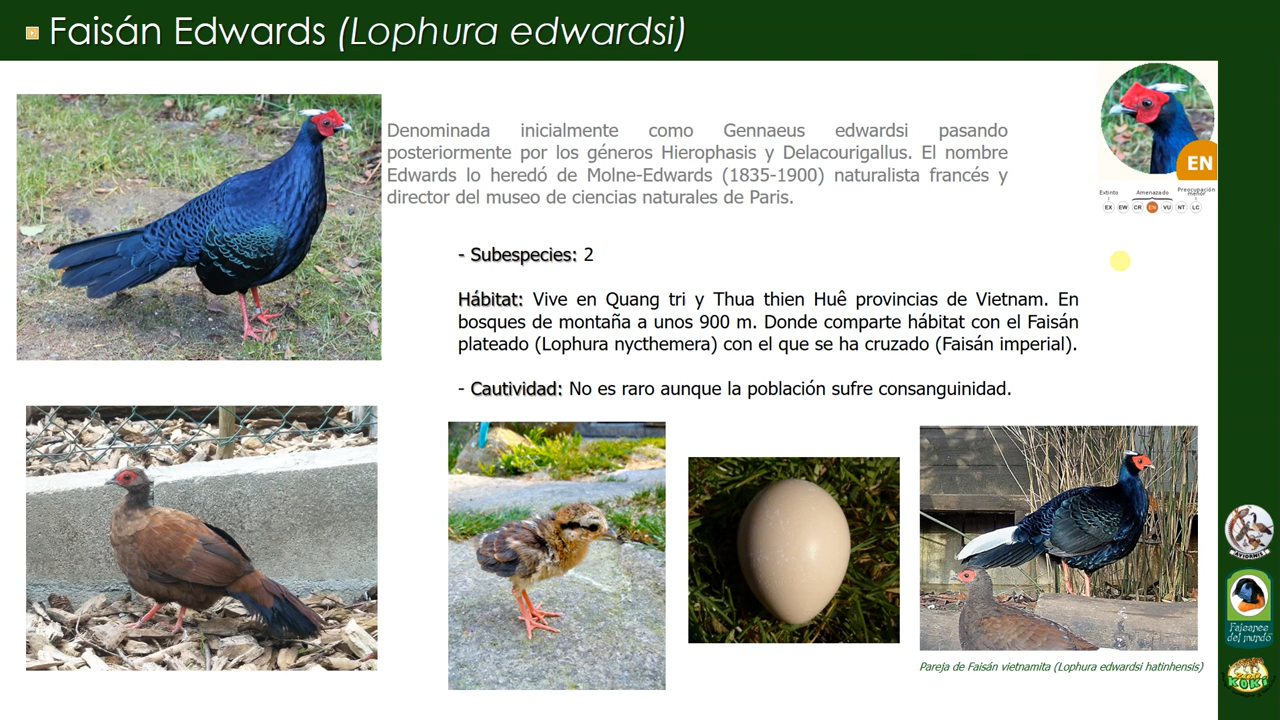 Faisán Edwards (Lophura edwardsi)
Denominada inicialmente como Gennaeus edwardsi pasando
posteriormente por los géneros Hierophasis y Delacourigallus. El nombre
Edwards lo heredó de Molne-Edwards (1835-1900) naturalista francés y
director del museo de ciencias naturales de Paris.
EN
Extinto Amenazado Preocupación menor
EX EW CR EN VU NT LC
- Subespecies: 2
Hábitat: Vive en Quang tri y Thua thien Huê provincias de Vietnam. En
bosques de montaña a unos 900 m. Donde comparte hábitat con el Faisán
plateado (Lophura nycthemera) con el que se ha cruzado (Faisán imperial).
- Cautividad: No es raro aunque la población sufre consanguinidad.
Pareja de Faisán vietnamita (Lophura edwardsi hatinhensis)
AVIORNIS
Faisanes
del mundo
ZOO
KOKI